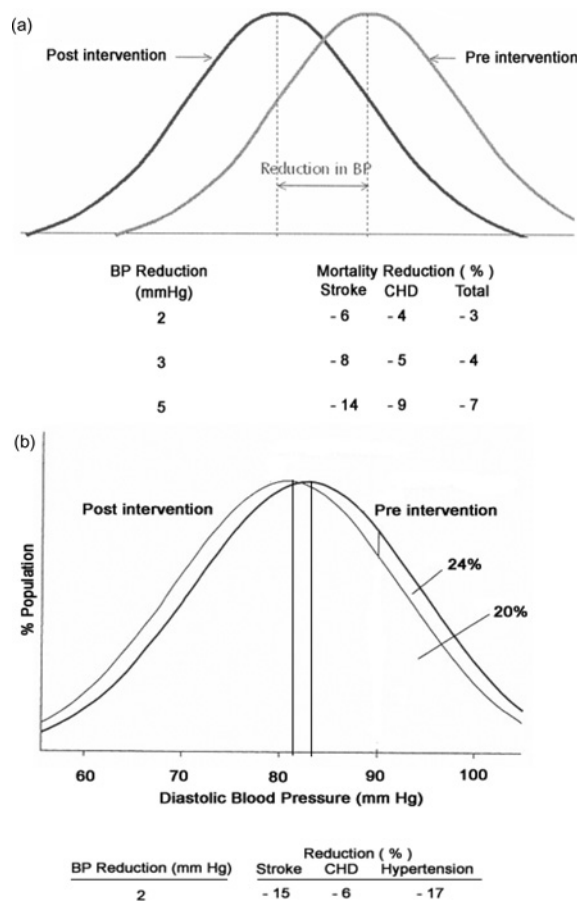 (a)
Post intervention
Pre intervention
Reduction in BP
BP Reduction Mortality Reduction ( % )
(mmHg) Stroke CHD Total
2 - 6 - 4 - 3
3 - 8 - 5 - 4
5 - 14 - 9 - 7
(b)
Post intervention Pre intervention
24%
20%
% Population
60 70 80 90 100
Diastolic Blood Pressure (mm Hg)
Reduction ( % )
BP Reduction (mm Hg) Stroke CHD Hypertension
2 - 15 - 6 - 17